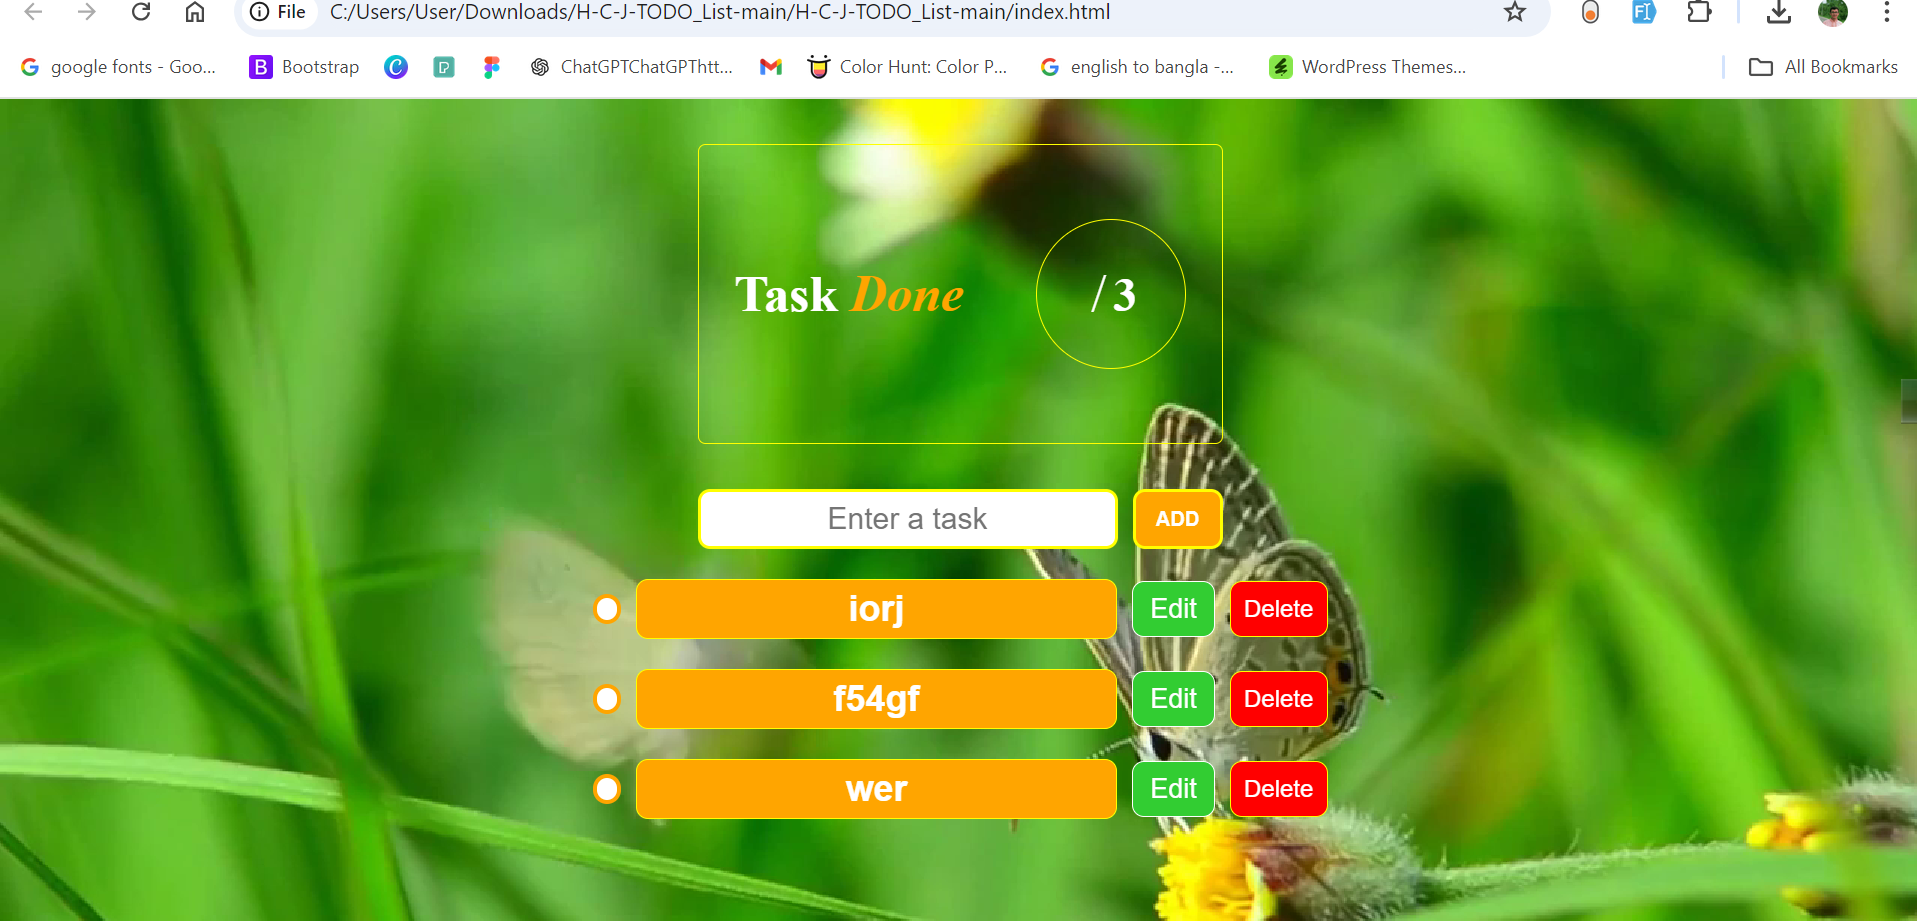 File C:/Users/User/Downloads/H-C-J-TODO_List-main/H-C-J-TODO_List-main/index.html
google fonts - Goo... Bootstrap ChatGPTChatGPThtt... Color Hunt: Color P... english to bangla -... WordPress Themes... All Bookmarks
Task Done /3
Enter a task ADD
iorj Edit Delete
f54gf Edit Delete
wer Edit Delete